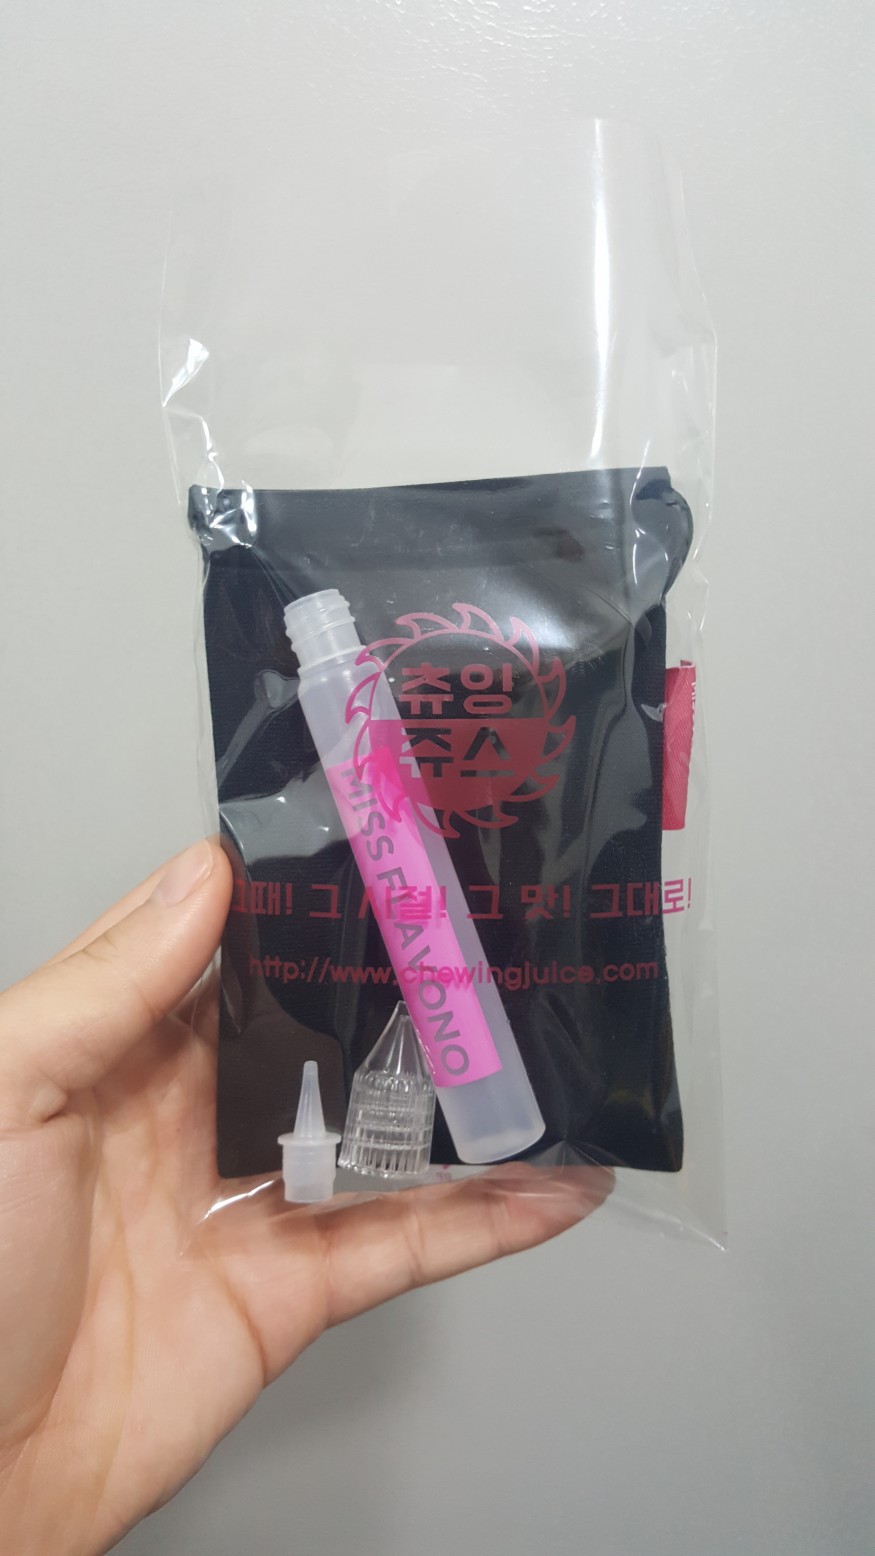 츄잉
쥬스
그때! 그 시절! 그 맛! 그대로!
http://www.chewingjuice.com
MISS FLAVONO